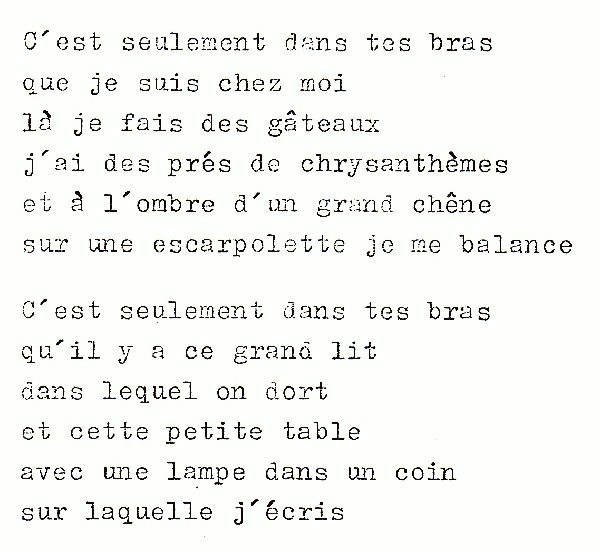 C'est seulement dans tes bras
que je suis chez moi
là je fais des gâteaux
j'ai des prés de chrysanthèmes
et à l'ombre d'un grand chêne
sur une escarpolette je me balance
C'est seulement dans tes bras
qu'il y a ce grand lit
dans lequel on dort
et cette petite table
avec une lampe dans un coin
sur laquelle j'écris